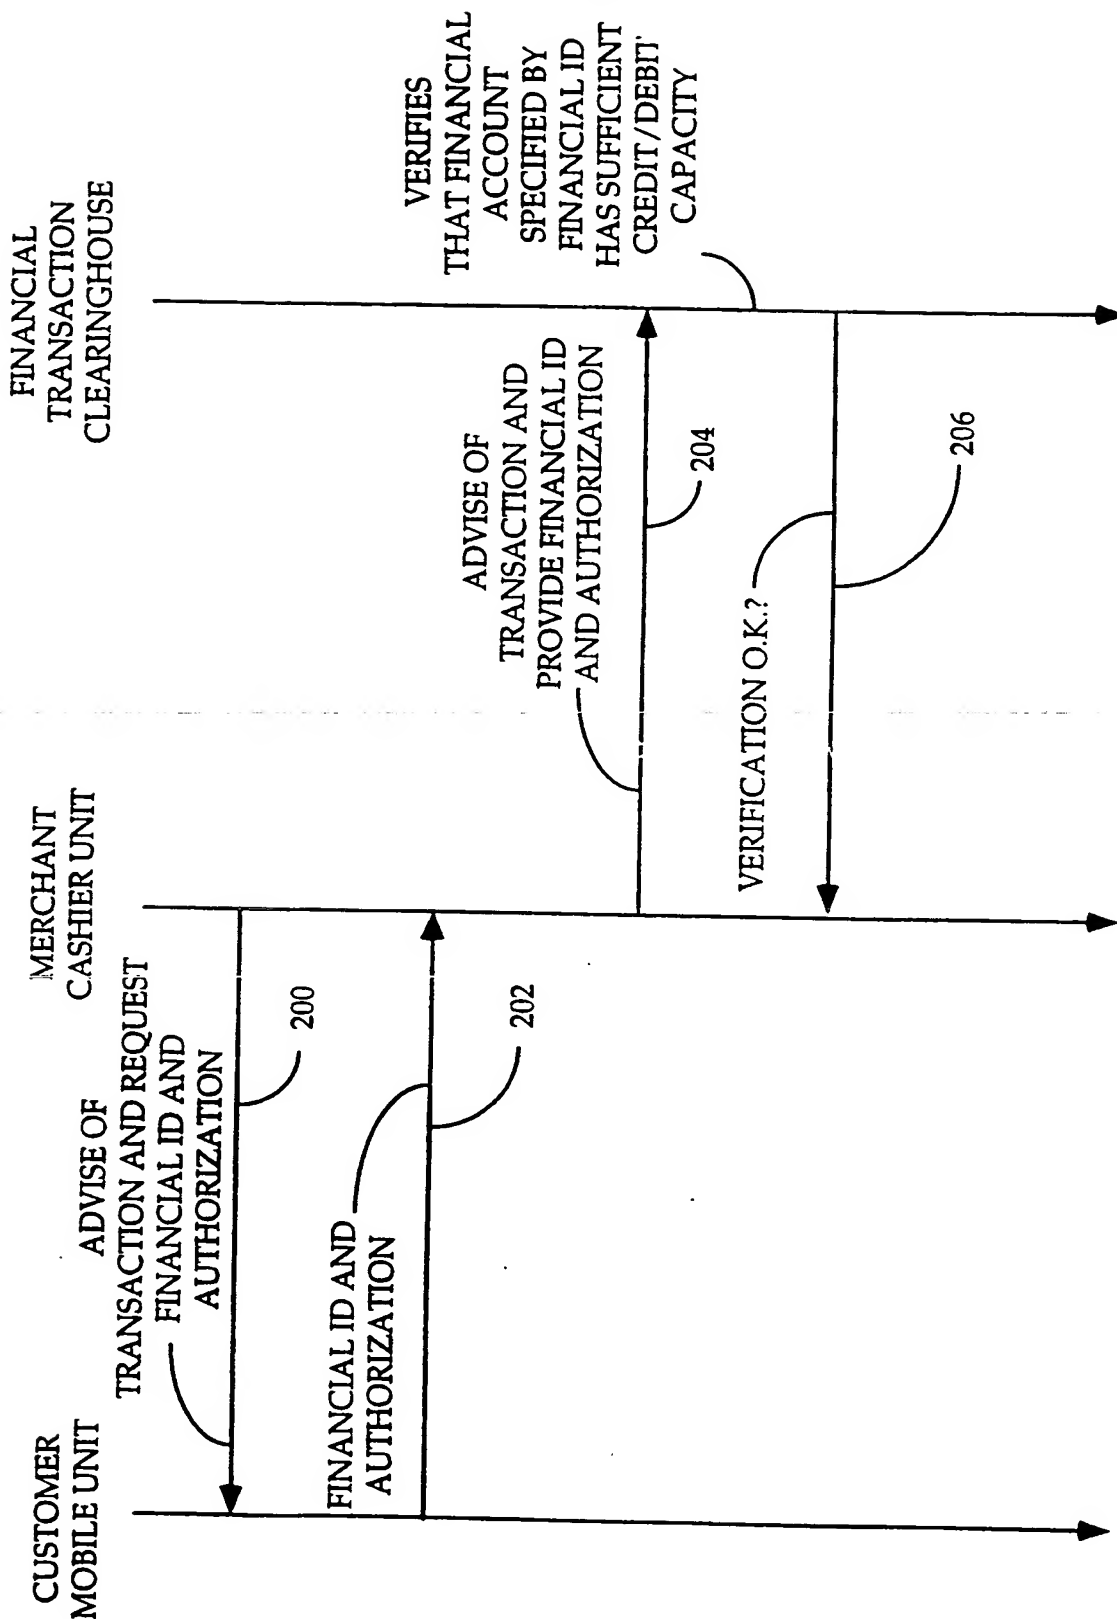 CUSTOMER
MOBILE UNIT
MERCHANT
CASHIER UNIT
FINANCIAL
TRANSACTION
CLEARINGHOUSE
ADVISE OF
TRANSACTION AND REQUEST
FINANCIAL ID AND
AUTHORIZATION
200
FINANCIAL ID AND
AUTHORIZATION
202
ADVISE OF
TRANSACTION AND
PROVIDE FINANCIAL ID
AND AUTHORIZATION
204
VERIFIES
THAT FINANCIAL
ACCOUNT
SPECIFIED BY
FINANCIAL ID
HAS SUFFICIENT
CREDIT/DEBIT
CAPACITY
VERIFICATION O.K.?
206